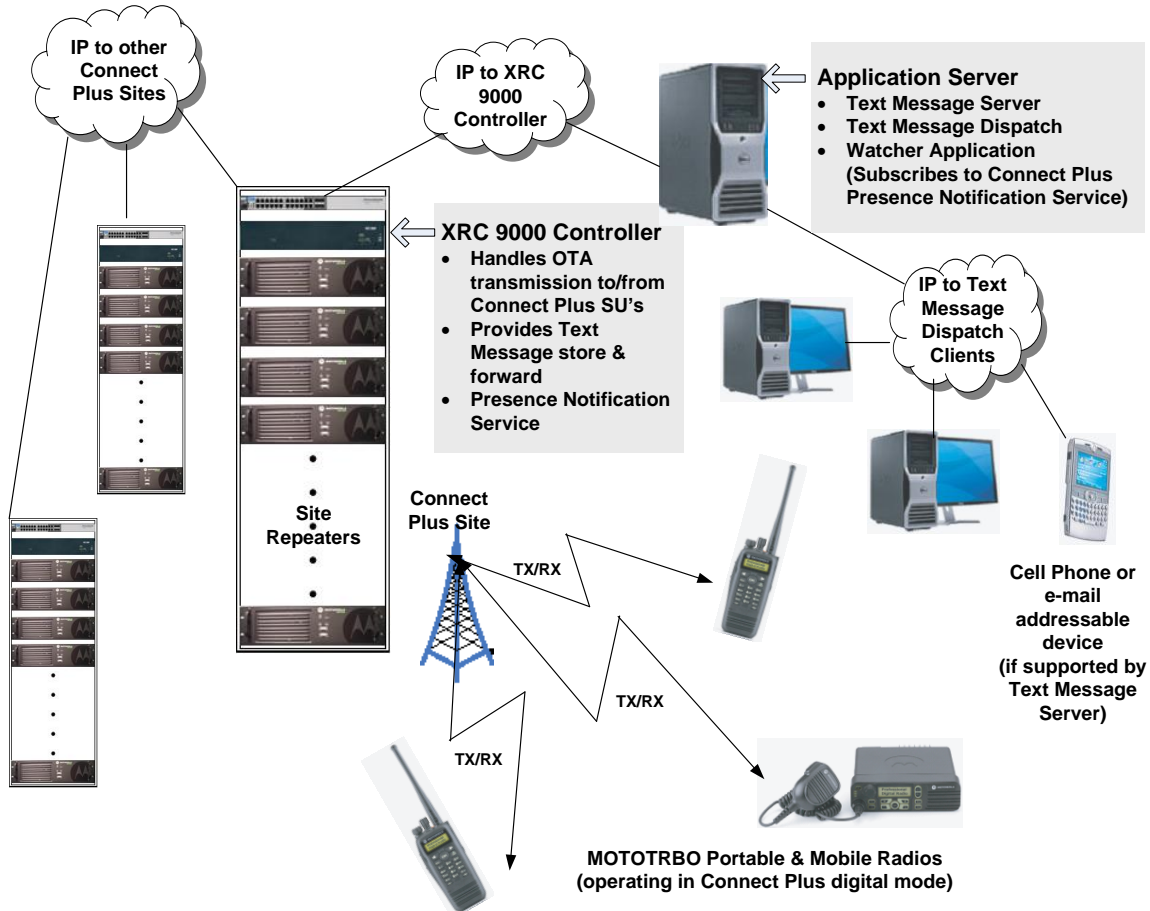 IP to other
Connect
Plus Sites
IP to XRC
9000
Controller
Application Server
• Text Message Server
• Text Message Dispatch
• Watcher Application
(Subscribes to Connect Plus
Presence Notification Service)
XRC 9000 Controller
• Handles OTA
transmission to/from
Connect Plus SU's
• Provides Text
Message store &
forward
• Presence Notification
Service
IP to Text
Message
Dispatch
Clients
Site
Repeaters
Connect
Plus Site
TX/RX
TX/RX
TX/RX
Cell Phone or
e-mail
addressable
device
(if supported by
Text Message
Server)
MOTOTRBO Portable & Mobile Radios
(operating in Connect Plus digital mode)